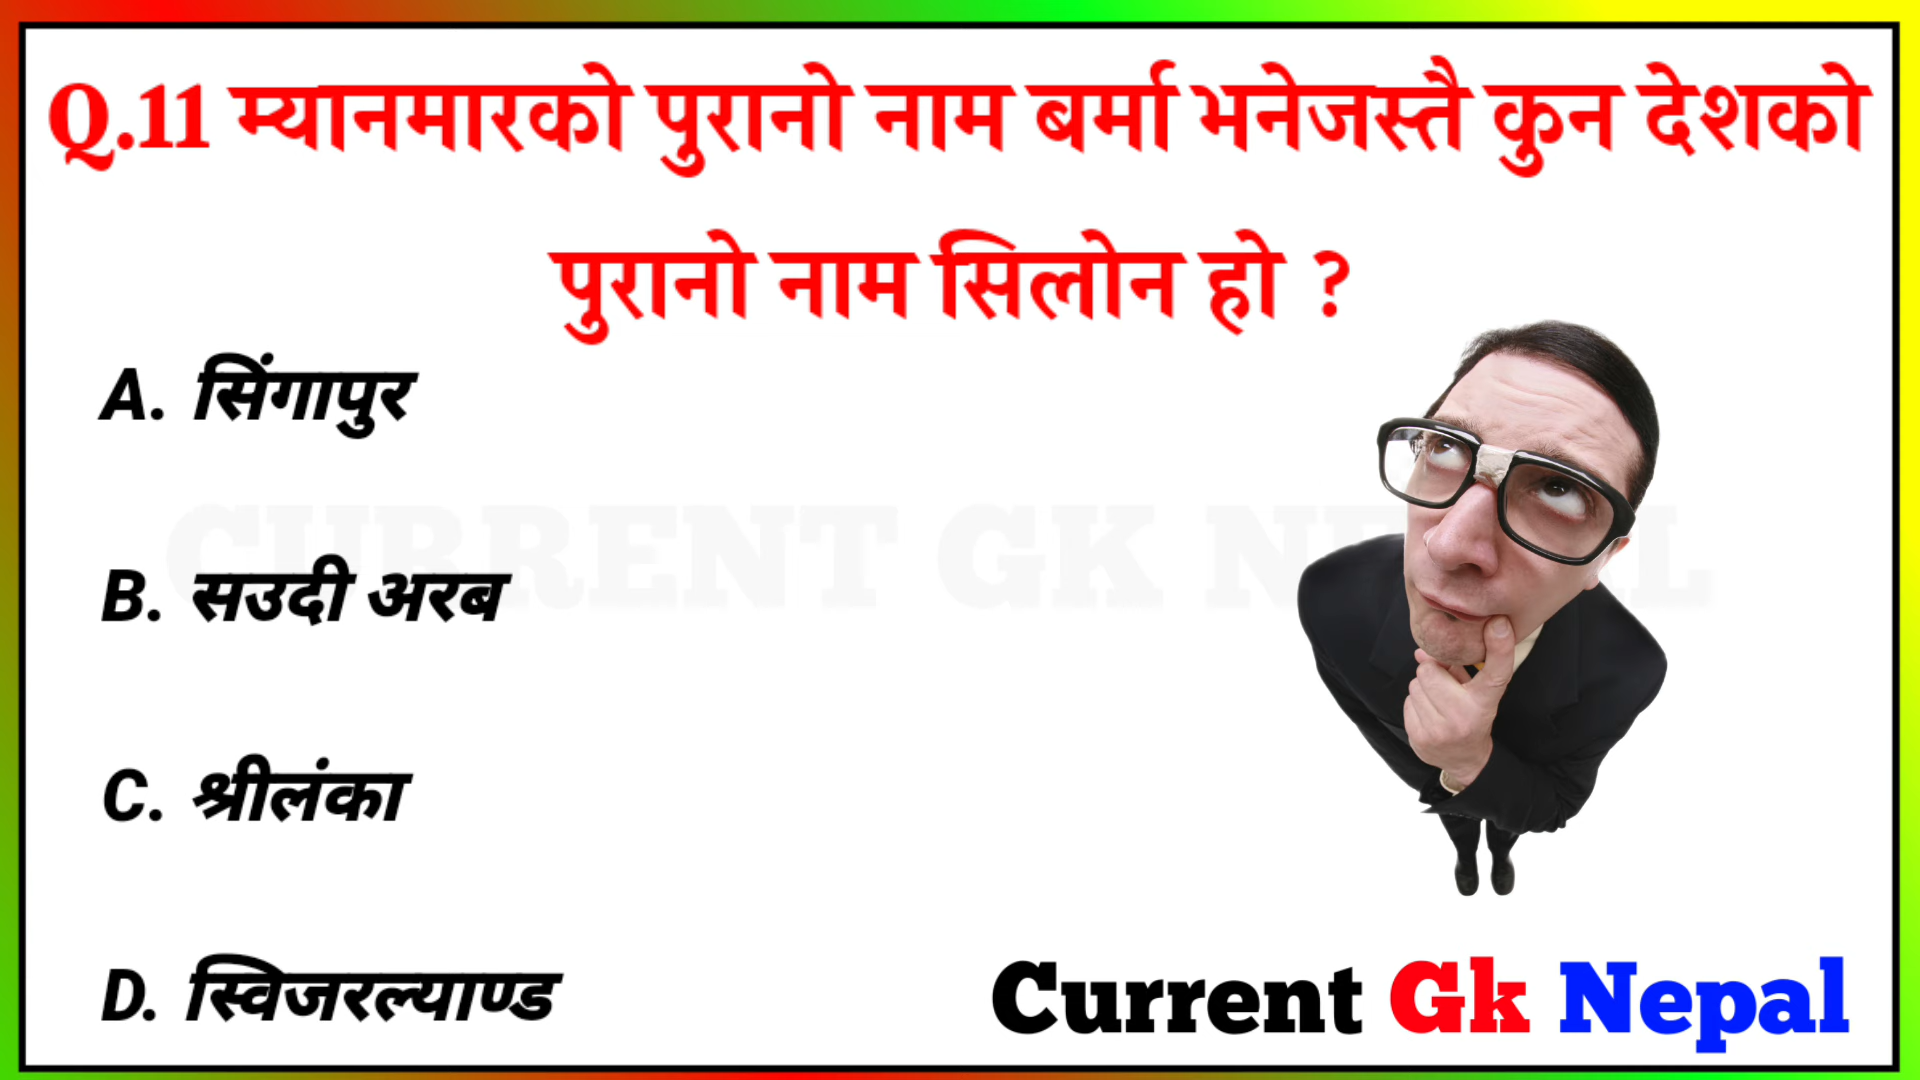 Q.11 म्यानमारको पुरानो नाम बर्मा भनेजस्तै कुन देशको
पुरानो नाम सिलोन हो ?
A. सिंगापुर
CURRENT GK NEPAL
B. सउदी अरब
C. श्रीलंका
D. स्विजरल्याण्ड
Current Gk Nepal